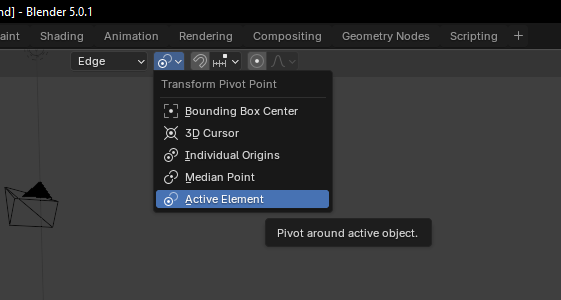 nd] - Blender 5.0.1
aint Shading Animation Rendering Compositing Geometry Nodes Scripting +
Edge
Transform Pivot Point
Bounding Box Center
3D Cursor
Individual Origins
Median Point
Active Element
Pivot around active object.